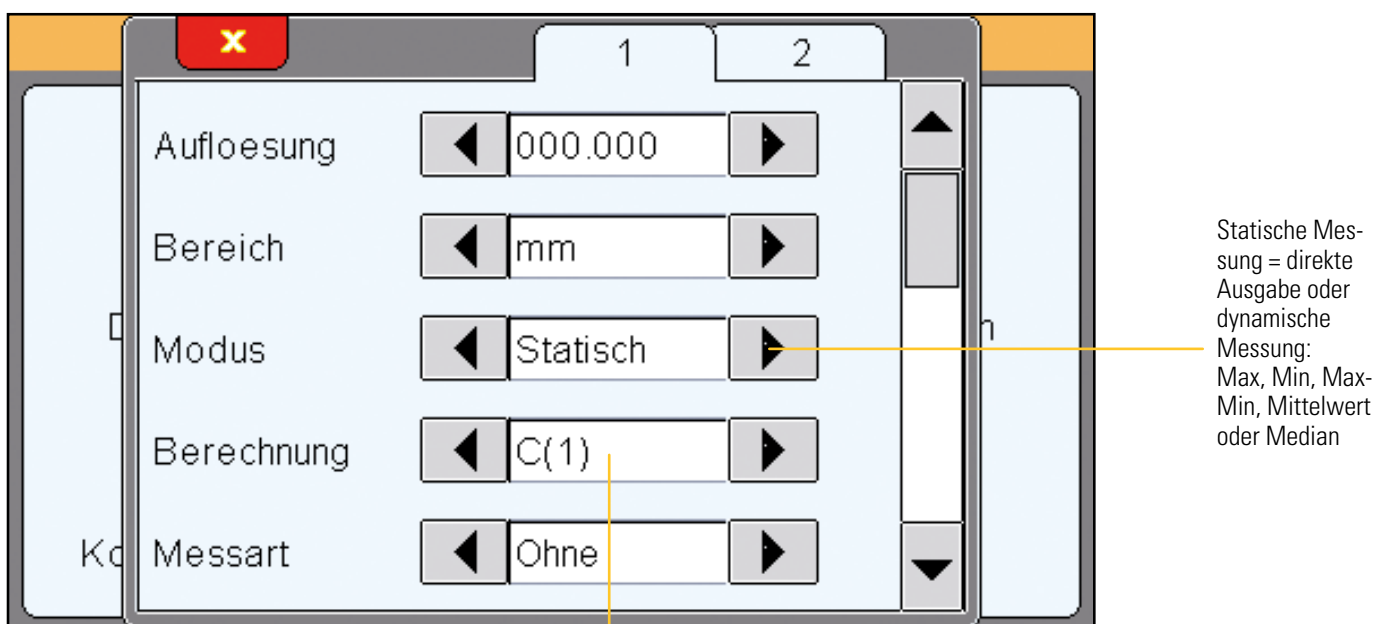 x
1
2
Aufloesung 000.000
Bereich mm
Modus Statisch
Berechnung C(1)
Messart Ohne
Statische Mes-
sung = direkte
Ausgabe oder
dynamische
Messung:
Max, Min, Max-
Min, Mittelwert
oder Median